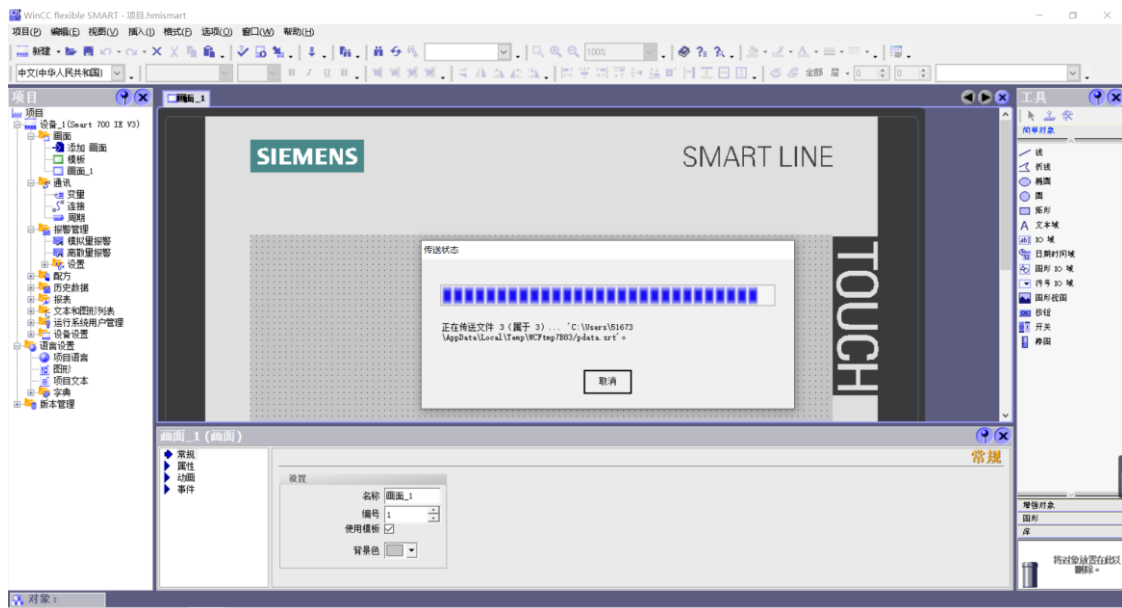 WinCC flexible SMART - 项目.hmismart
项目(P) 编辑(E) 视图(V) 插入(I) 格式(F) 选项(O) 窗口(W) 帮助(H)
新建
100%
中文(中华人民共和国)
全部 层 0 0
项目
项目
设备_1(Smart 700 IE V3)
画面
添加 画面
模板
画面_1
通讯
变量
连接
周期
报警管理
模拟量报警
离散量报警
设置
配方
历史数据
报表
文本和图形列表
运行系统用户管理
设备设置
语言设置
项目语言
图形
项目文本
字典
版本管理
画面_1
SIEMENS
SMART LINE
TOUCH
传送状态
正在传送文件 3 (属于 3)... 'C:\Users\51673
\AppData\Local\Temp\WCFtmp7B03/pdata.srt'。
取消
画面_1 (画面)
常规
属性
动画
事件
常规
设置
名称 画面_1
编号 1
使用模板
背景色
工具
简单对象
线
折线
椭圆
圆
矩形
文本域
IO 域
日期时间域
图形 IO 域
符号 IO 域
图形视图
按钮
开关
棒图
增强对象
图形
库
将对象放置在此以
删除。
对象: